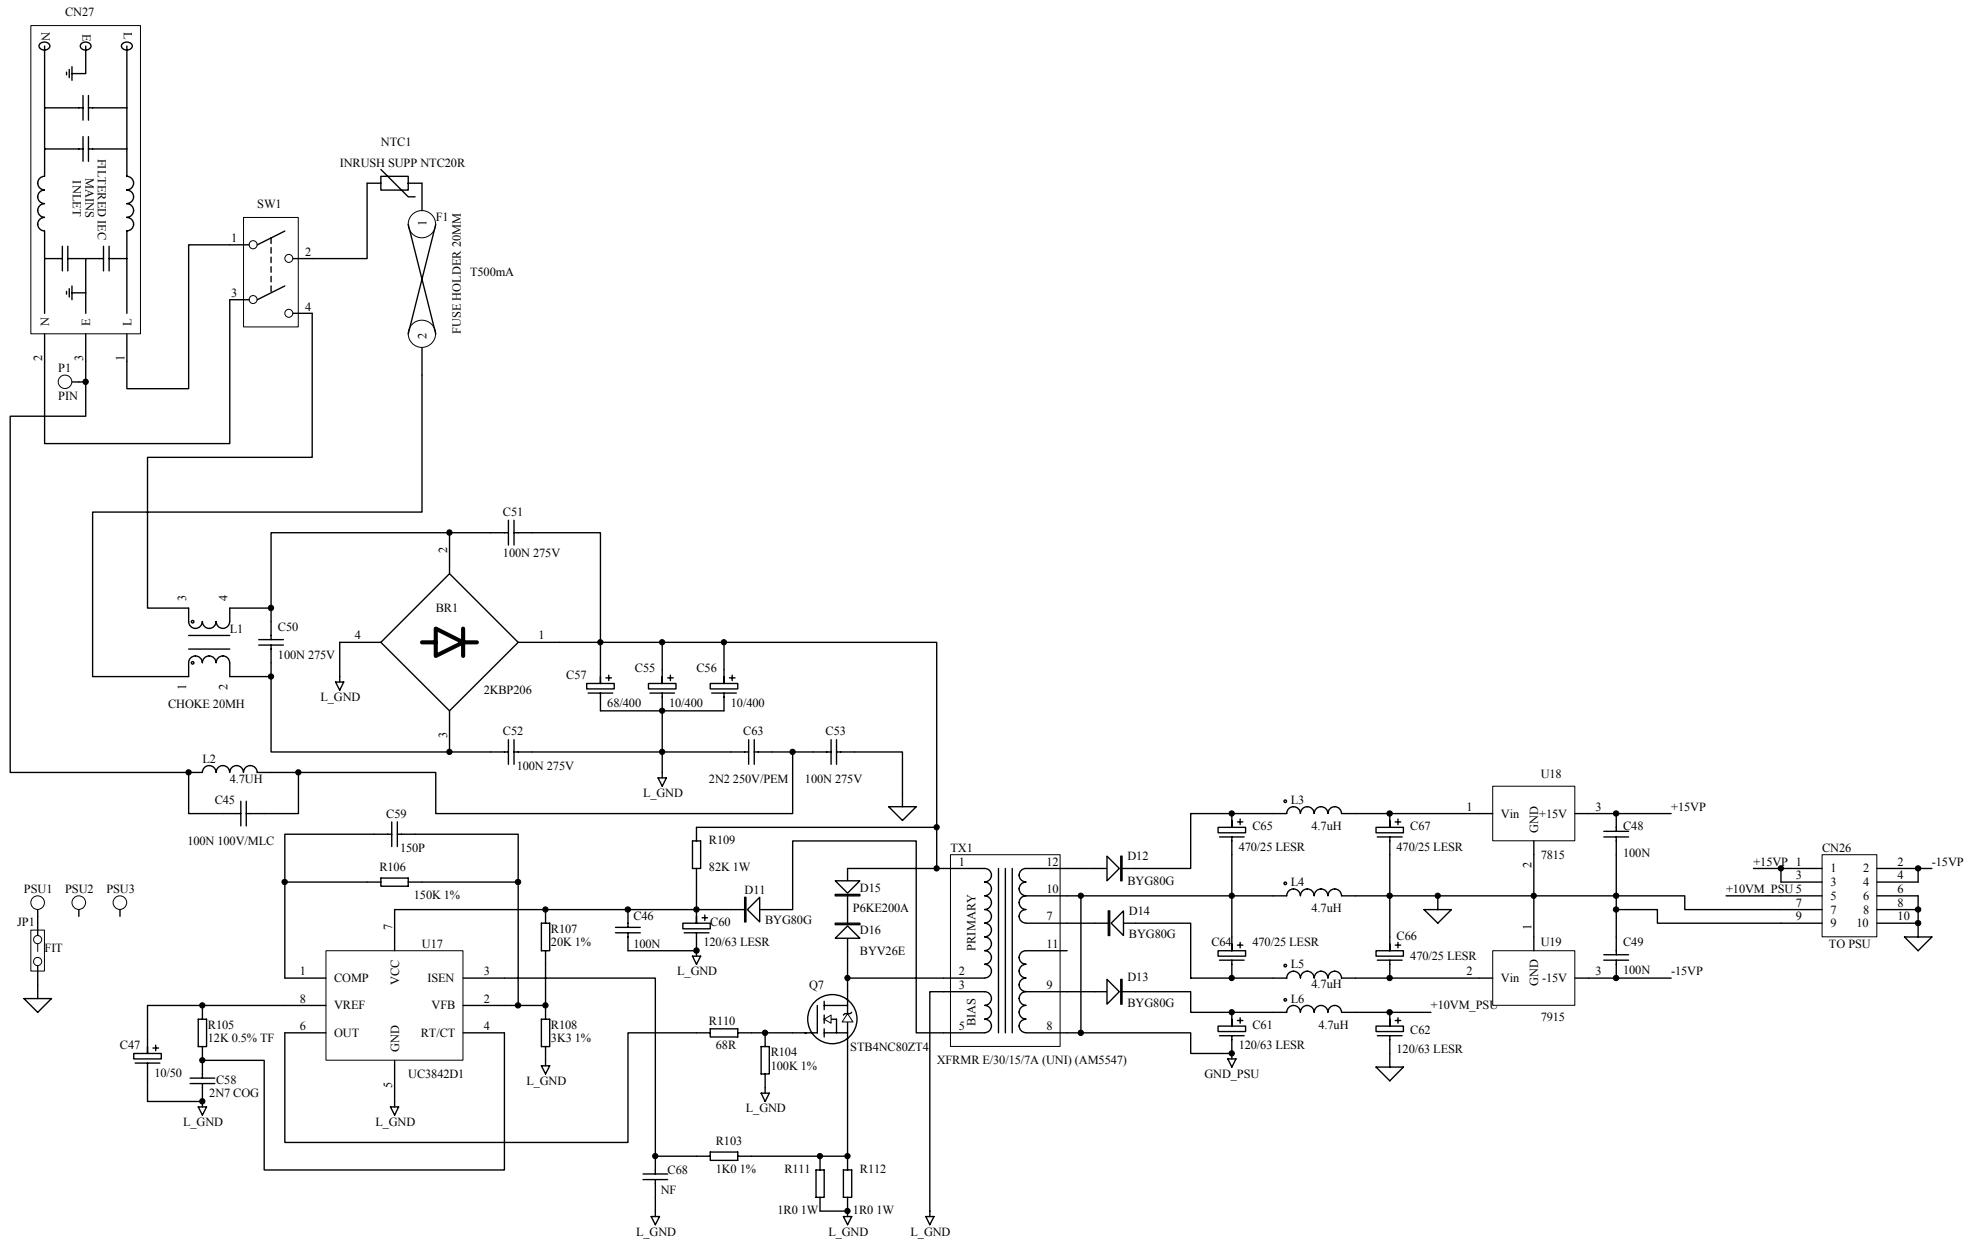 CN27
N
E
L
FILTERED IEC
MAINS
INLET
N
E
L
2
3
1
P1
PIN
SW1
1
2
3
4
NTC1
INRUSH SUPP NTC20R
F1
1
2
FUSE HOLDER 20MM
T500mA
C51
100N 275V
2
BR1
4
1
3
2KBP206
L_GND
3
4
L1
1
2
CHOKE 20MH
C50
100N 275V
C57
68/400
C55
10/400
C56
10/400
C52
100N 275V
L_GND
C63
2N2 250V/PEM
C53
100N 275V
L2
4.7UH
C45
100N 100V/MLC
C59
150P
R106
150K 1%
R109
82K 1W
D11
BYG80G
C46
100N
C60
120/63 LESR
L_GND
R107
20K 1%
R108
3K3 1%
L_GND
7
U17
1
COMP
VCC
ISEN
3
8
VREF
VFB
2
6
OUT
GND
RT/CT
4
5
UC3842D1
L_GND
PSU1
PSU2
PSU3
JP1
FIT
R105
12K 0.5% TF
C47
10/50
C58
2N7 COG
L_GND
D15
P6KE200A
D16
BYV26E
Q7
STB4NC80ZT4
R110
68R
R104
100K 1%
L_GND
R103
1K0 1%
C68
NF
L_GND
R111
1R0 1W
R112
1R0 1W
L_GND
L_GND
TX1
1
2
3
5
PRIMARY
BIAS
12
10
7
11
9
8
XFRMR E/30/15/7A (UNI) (AM5547)
D12
BYG80G
D14
BYG80G
D13
BYG80G
C65
470/25 LESR
L3
4.7uH
C67
470/25 LESR
L4
4.7uH
C64
470/25 LESR
C66
470/25 LESR
L5
4.7uH
L6
4.7uH
C61
120/63 LESR
GND_PSU
C62
120/63 LESR
+10VM_PSU
U18
1
Vin
GND
+15V
3
2
7815
+15VP
C48
100N
1
U19
2
Vin
GND
-15V
3
7915
C49
100N
-15VP
CN26
+15VP
1
3
+10VM_PSU
5
7
9
1
2
3
4
5
6
7
8
9
10
2
4
6
8
10
-15VP
TO PSU